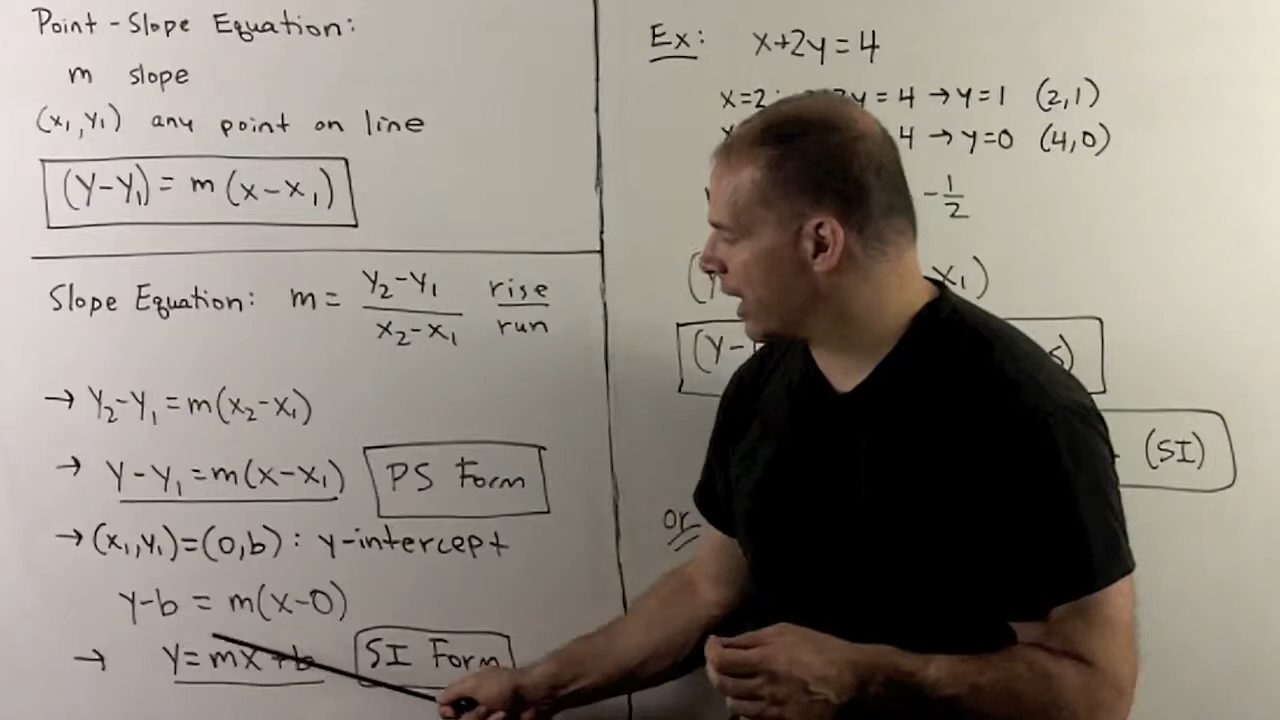 Point-Slope Equation:
m slope
(x₁, y₁) any point on line
(y-y₁) = m(x-x₁)
Slope Equation: m = (y₂-y₁)/(x₂-x₁) rise/run
→ y₂-y₁ = m(x₂-x₁)
→ y-y₁ = m(x-x₁) PS Form
→ (x₁,y₁) = (0,b) : y-intercept
y-b = m(x-0)
→ y = mx+b SI Form
Ex: x+2y=4
x=2: y = 4 → y=1 (2,1)
4 → y=0 (4,0)
-1/2
x₁)
(y-
(SI)
or